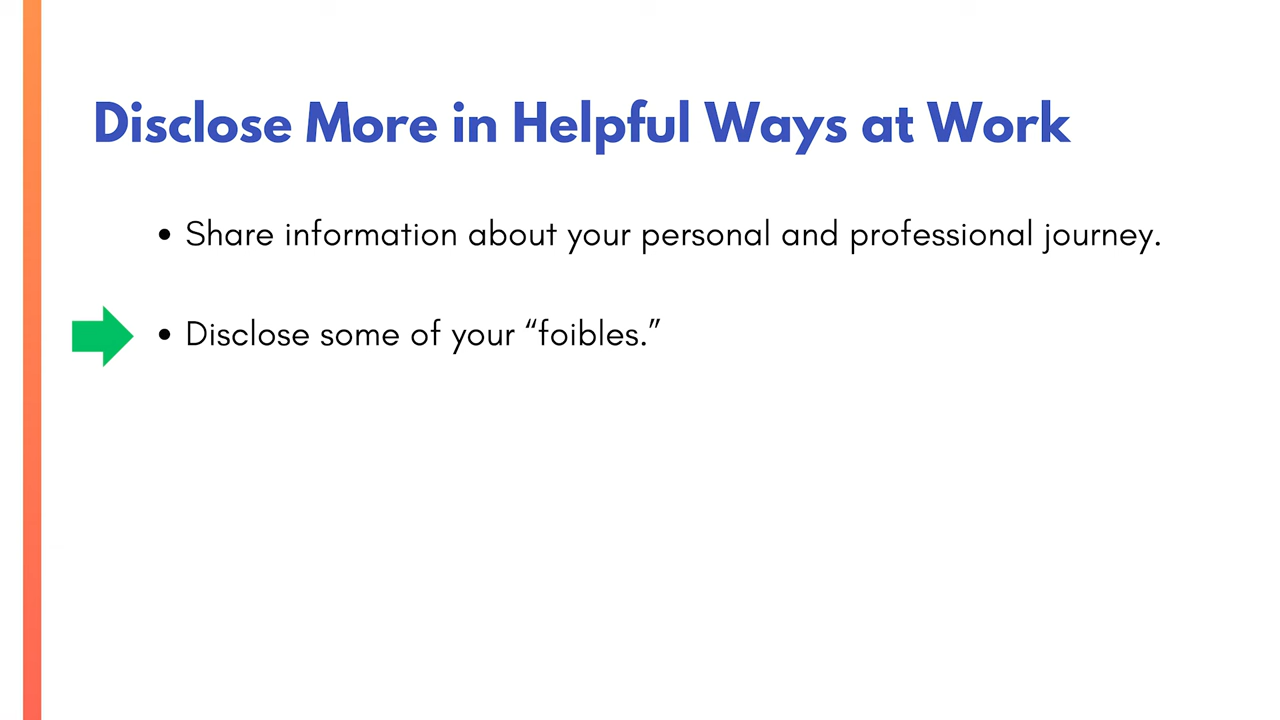 Disclose More in Helpful Ways at Work
• Share information about your personal and professional journey.
• Disclose some of your “foibles.”